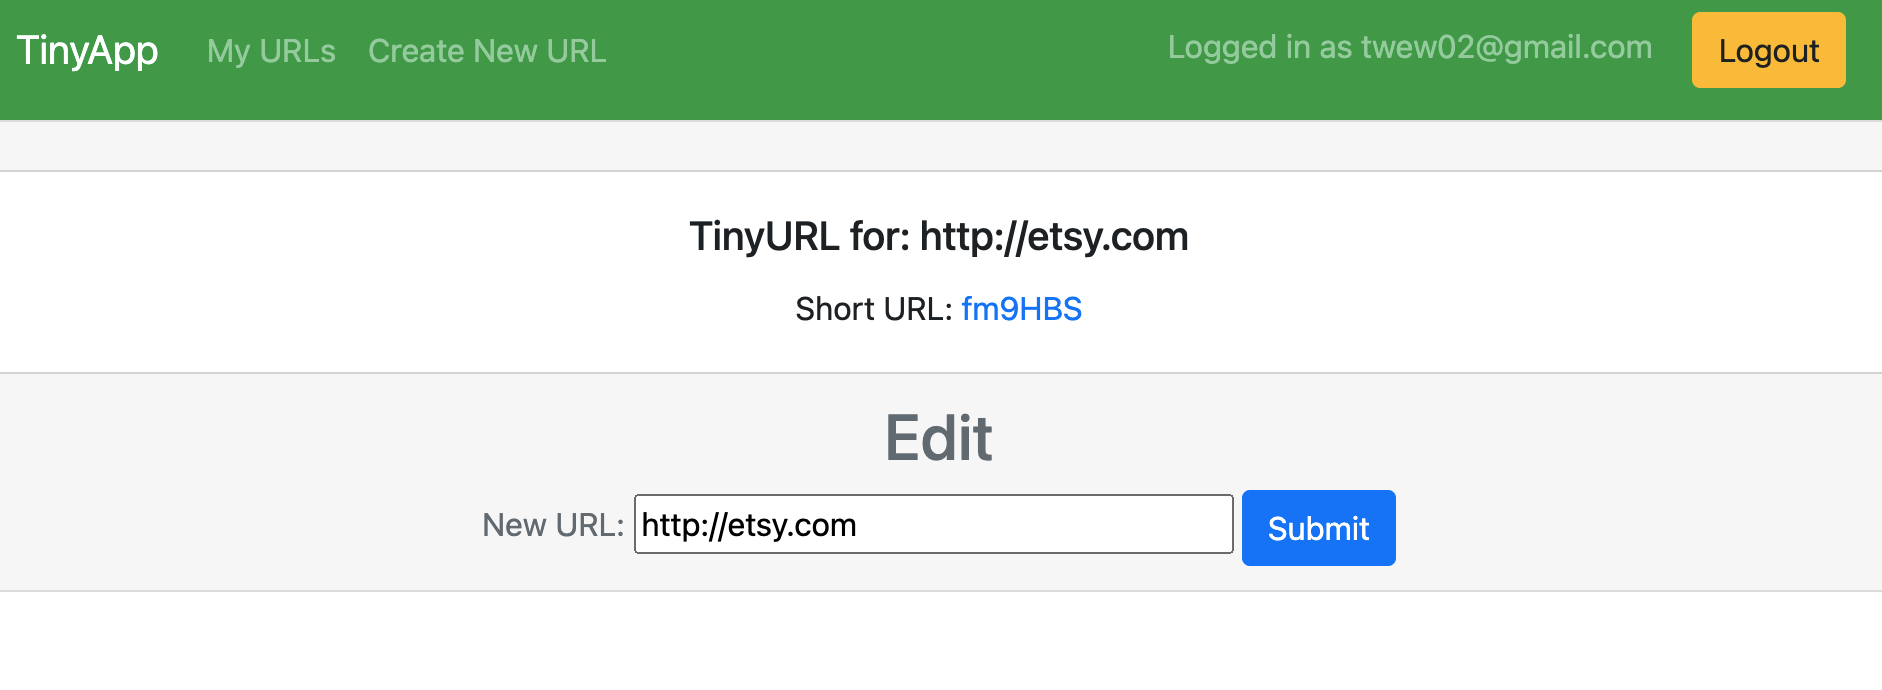 TinyApp My URLs Create New URL Logged in as twew02@gmail.com Logout
TinyURL for: http://etsy.com
Short URL: fm9HBS
Edit
New URL: http://etsy.com Submit